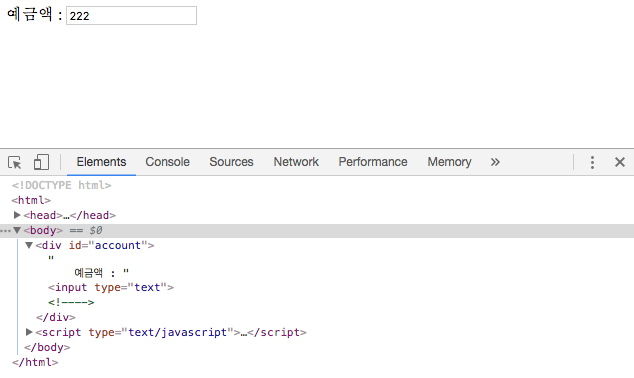 예금액 : 222
Elements Console Sources Network Performance Memory »
<!DOCTYPE html>
<html>
<head>…</head>
<body> == $0
<div id="account">
"
예금액 : "
<input type="text">
<!---->
</div>
<script type="text/javascript">…</script>
</body>
</html>